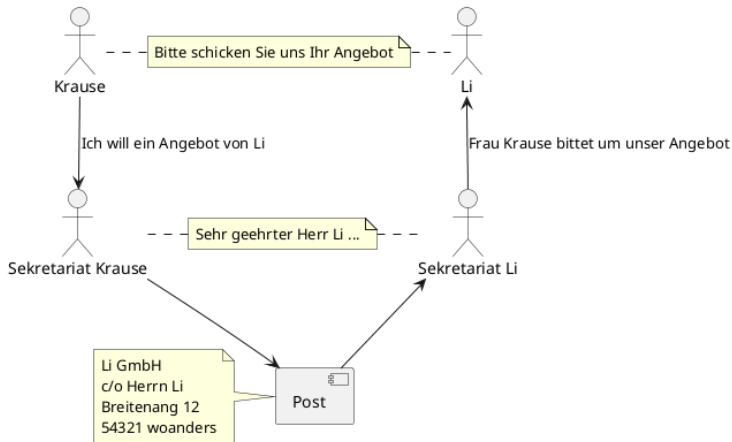 Bitte schicken Sie uns Ihr Angebot
Krause
Li
Ich will ein Angebot von Li
Frau Krause bittet um unser Angebot
Sehr geehrter Herr Li ...
Sekretariat Krause
Sekretariat Li
Li GmbH
c/o Herrn Li
Breitenang 12
54321 woanders
Post